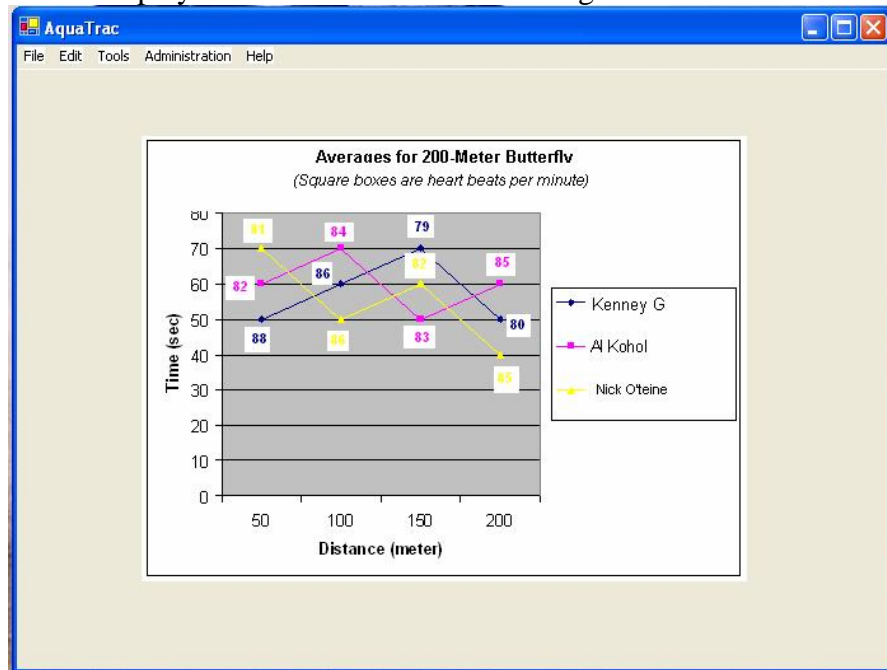 AquaTrac
File Edit Tools Administration Help
Averages for 200-Meter Butterfly
(Square boxes are heart beats per minute)
80
70
60
50
40
30
20
10
0
Time (sec)
81
84
79
82
86
82
85
88
86
83
80
85
50 100 150 200
Distance (meter)
Kenney G
Al Kohol
Nick O'teine